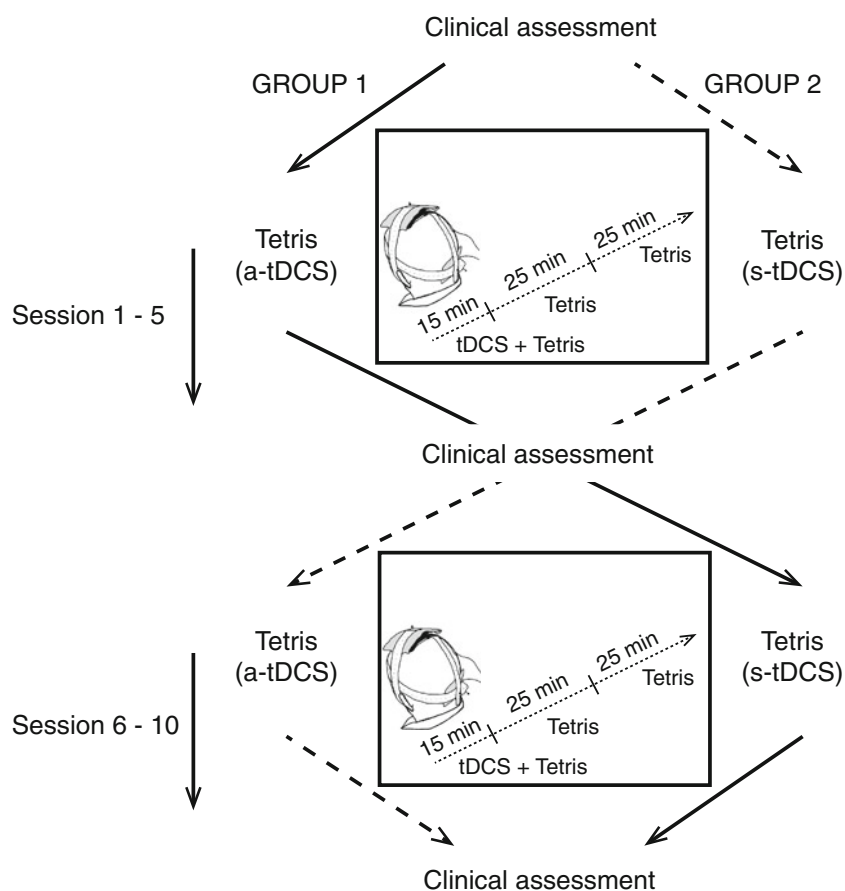 Clinical assessment
GROUP 1
GROUP 2
Tetris
(a-tDCS)
25 min
25 min
Tetris
15 min
Tetris
tDCS + Tetris
Tetris
(s-tDCS)
Session 1 - 5
Clinical assessment
Tetris
(a-tDCS)
25 min
25 min
Tetris
15 min
Tetris
tDCS + Tetris
Tetris
(s-tDCS)
Session 6 - 10
Clinical assessment